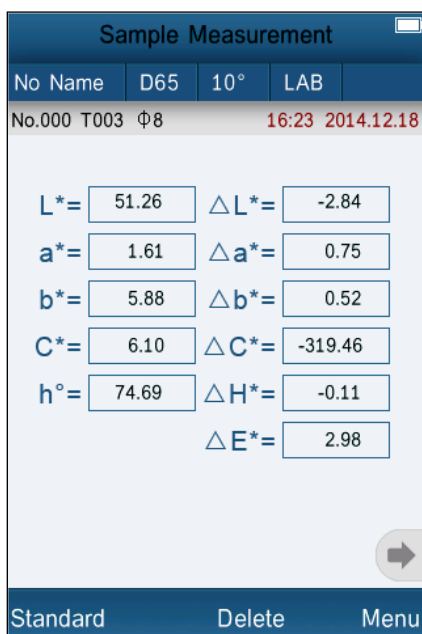 Sample Measurement
No Name D65 10° LAB
No.000 T003 Φ8 16:23 2014.12.18
L*= 51.26 △L*= -2.84
a*= 1.61 △a*= 0.75
b*= 5.88 △b*= 0.52
C*= 6.10 △C*= -319.46
h°= 74.69 △H*= -0.11
△E*= 2.98
Standard Delete Menu